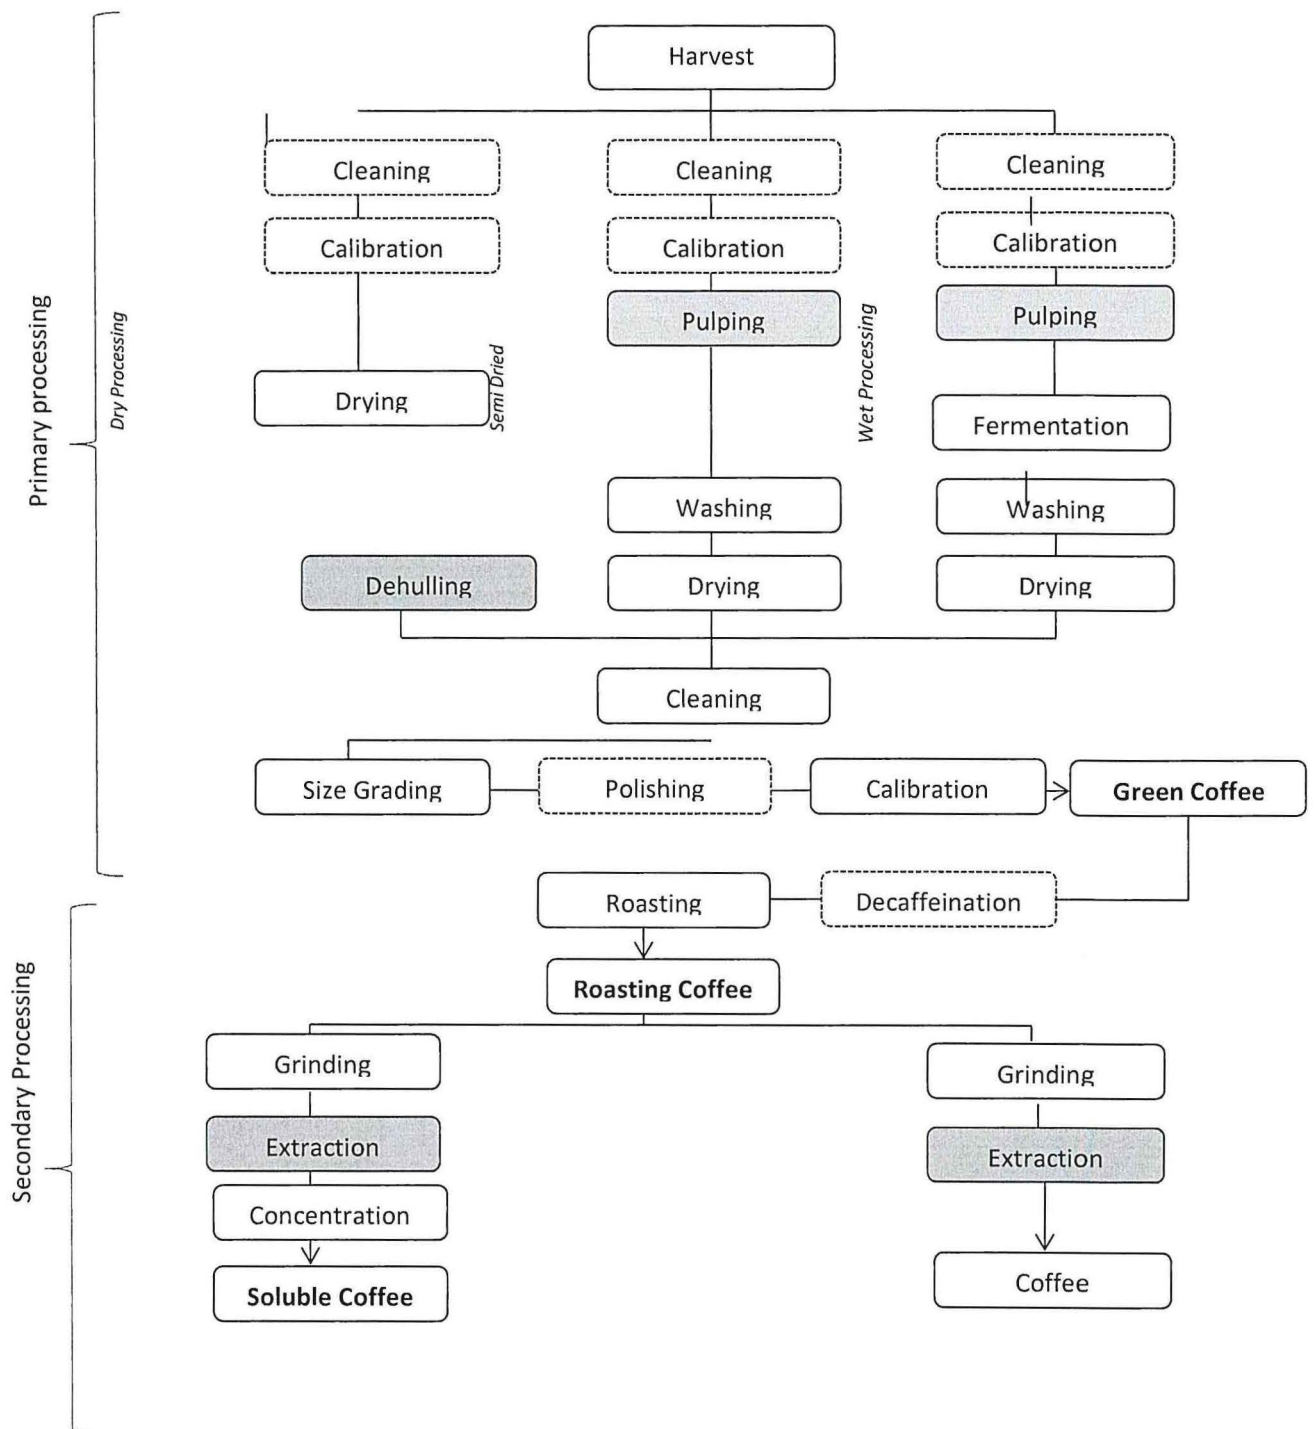 Harvest
Cleaning
Cleaning
Cleaning
Calibration
Calibration
Calibration
Pulping
Pulping
Primary processing
Dry Processing
Semi Dried
Wet Processing
Drying
Fermentation
Washing
Washing
Dehulling
Drying
Drying
Cleaning
Size Grading
Polishing
Calibration
Green Coffee
Roasting
Decaffeination
Roasting Coffee
Secondary Processing
Grinding
Grinding
Extraction
Extraction
Concentration
Soluble Coffee
Coffee